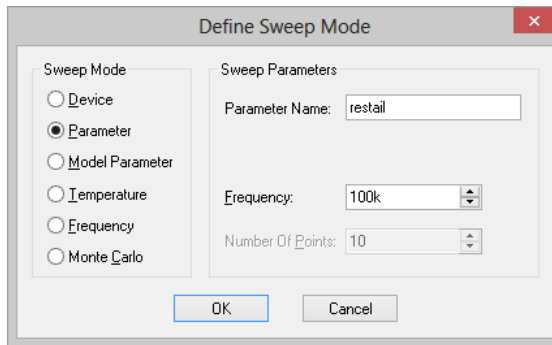 Define Sweep Mode
Sweep Mode
Device
Parameter
Model Parameter
Temperature
Frequency
Monte Carlo
Sweep Parameters
Parameter Name: restail
Frequency: 100k
Number Of Points: 10
OK Cancel